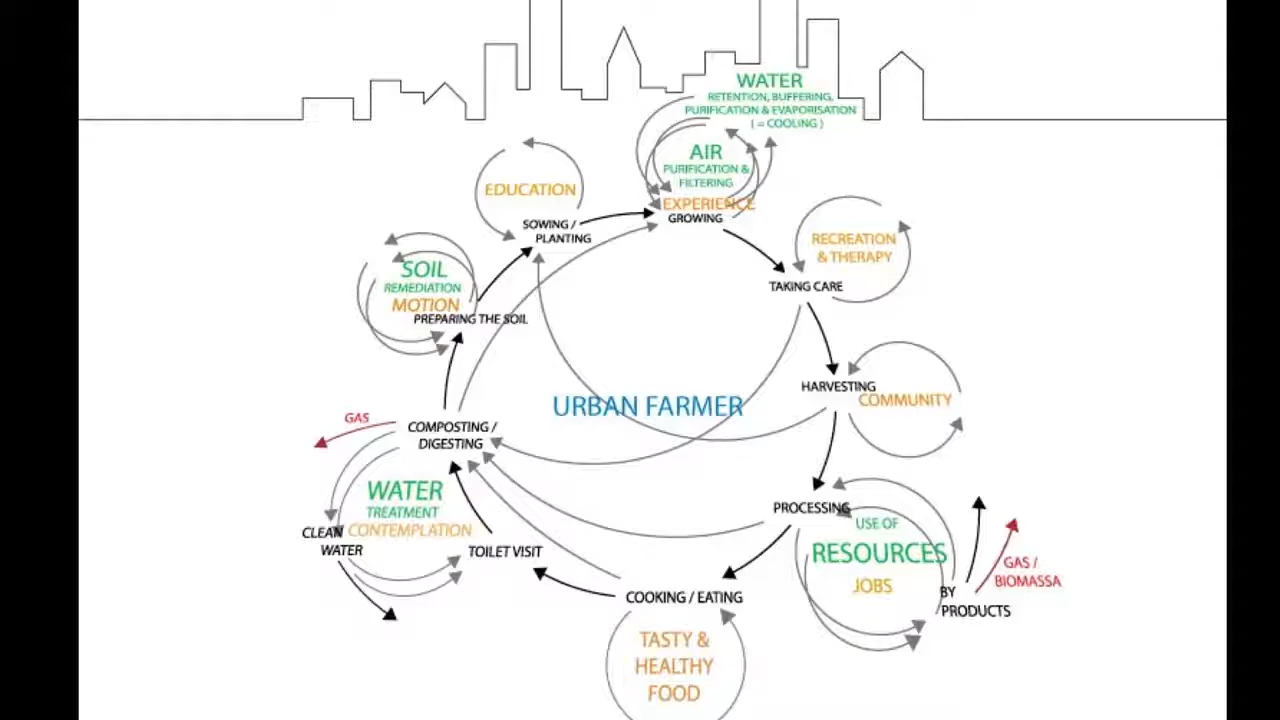 WATER
RETENTION, BUFFERING,
PURIFICATION & EVAPORISATION
( = COOLING )
AIR
PURIFICATION &
FILTERING
EXPERIENCE
GROWING
EDUCATION
SOWING /
PLANTING
RECREATION
& THERAPY
TAKING CARE
SOIL
REMEDIATION
MOTION
PREPARING THE SOIL
HARVESTING
COMMUNITY
URBAN FARMER
GAS
COMPOSTING /
DIGESTING
WATER
TREATMENT
CONTEMPLATION
CLEAN
WATER
TOILET VISIT
PROCESSING
USE OF
RESOURCES
JOBS
GAS /
BIOMASSA
BY
PRODUCTS
COOKING / EATING
TASTY &
HEALTHY
FOOD